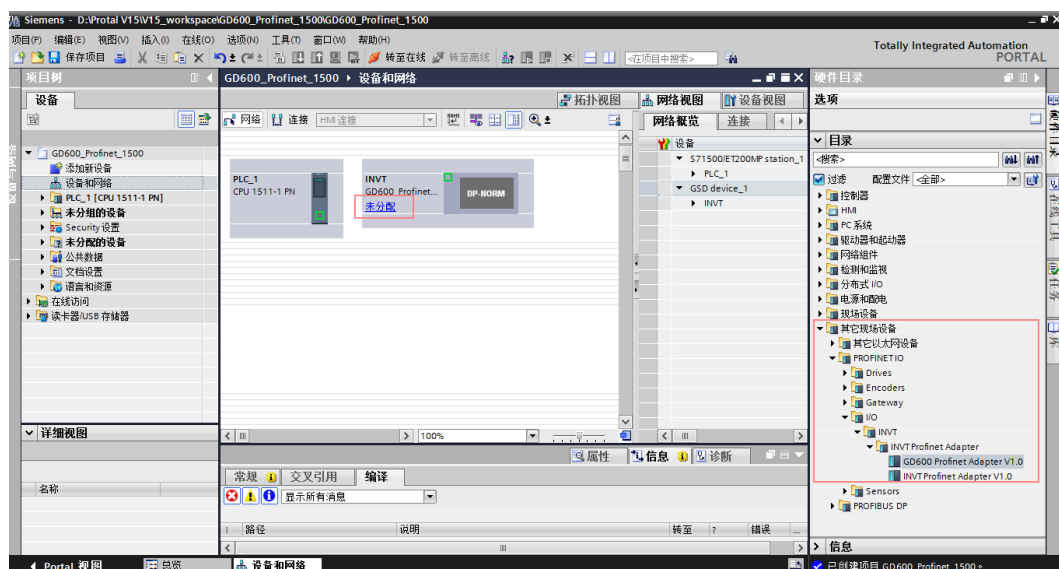 Siemens - D:\Protal V15\V15_workspace\GD600_Profinet_1500\GD600_Profinet_1500
项目(P) 编辑(E) 视图(V) 插入(I) 在线(O) 选项(N) 工具(T) 窗口(W) 帮助(H)
Totally Integrated Automation
PORTAL
保存项目 转至在线 转至离线 <在项目中搜索>
项目树
GD600_Profinet_1500 ▸ 设备和网络
硬件目录
设备
拓扑视图 网络视图 设备视图
选项
网络 连接 HMI 连接
网络概览 连接
GD600_Profinet_1500
添加新设备
设备和网络
PLC_1 [CPU 1511-1 PN]
未分组的设备
Security 设置
未分配的设备
公共数据
文档设置
语言和资源
在线访问
读卡器/USB 存储器
PLC_1
CPU 1511-1 PN
INVT
GD600_Profinet...
未分配
DP-NORM
设备
S71500/ET200MP station_1
PLC_1
GSD device_1
INVT
目录
<搜索>
过滤 配置文件 <全部>
控制器
HMI
PC 系统
驱动器和起动器
网络组件
检测和监视
分布式 I/O
电源和配电
现场设备
其它现场设备
其它以太网设备
PROFINET IO
Drives
Encoders
Gateway
I/O
INVT
INVT Profinet Adapter
GD600 Profinet Adapter V1.0
INVT Profinet Adapter V1.0
Sensors
PROFIBUS DP
信息
在线工具
任务
库
详细视图
名称
100%
属性 信息 诊断
常规 交叉引用 编译
显示所有消息
! 路径 说明 转至 ? 错误 ...
Portal 视图 总览 设备和网络 已创建项目 GD600_Profinet_1500。